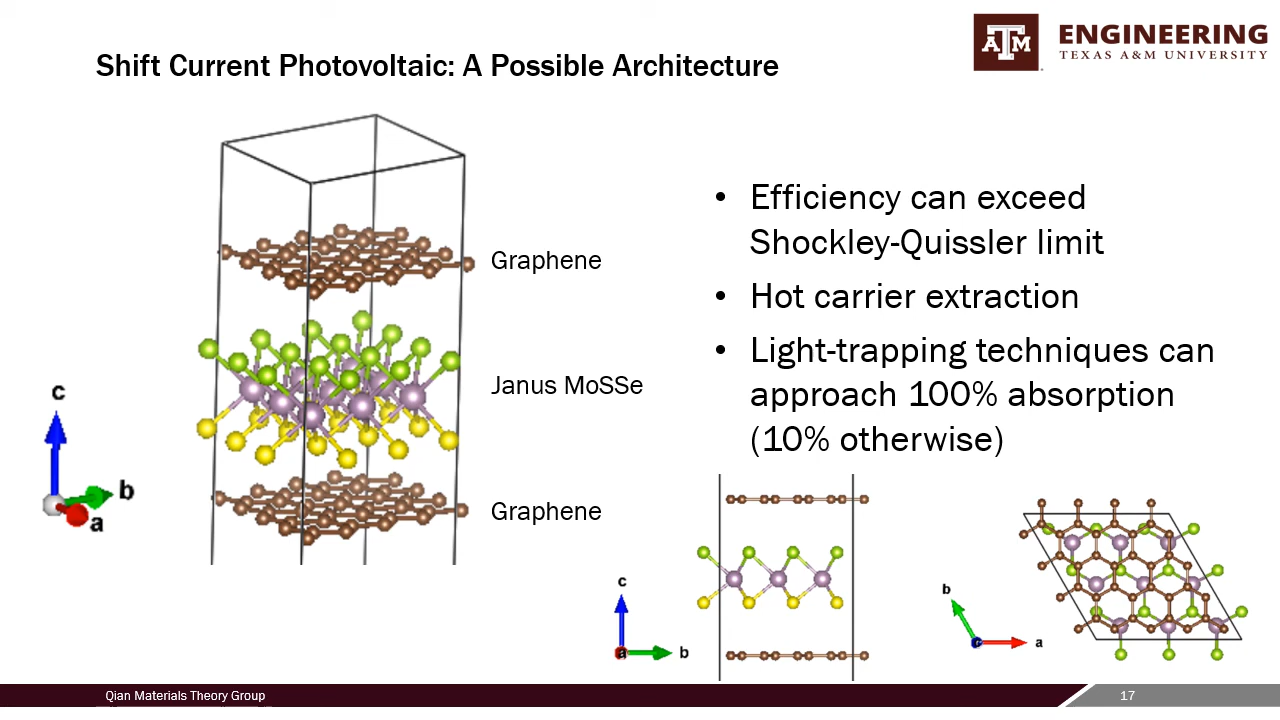 ENGINEERING
TEXAS A&M UNIVERSITY
ATM
Shift Current Photovoltaic: A Possible Architecture
Graphene
Janus MoSSe
Graphene
c
b
a
• Efficiency can exceed
Shockley-Quissler limit
• Hot carrier extraction
• Light-trapping techniques can
approach 100% absorption
(10% otherwise)
c
a
b
b
c
a
Qian Materials Theory Group
17